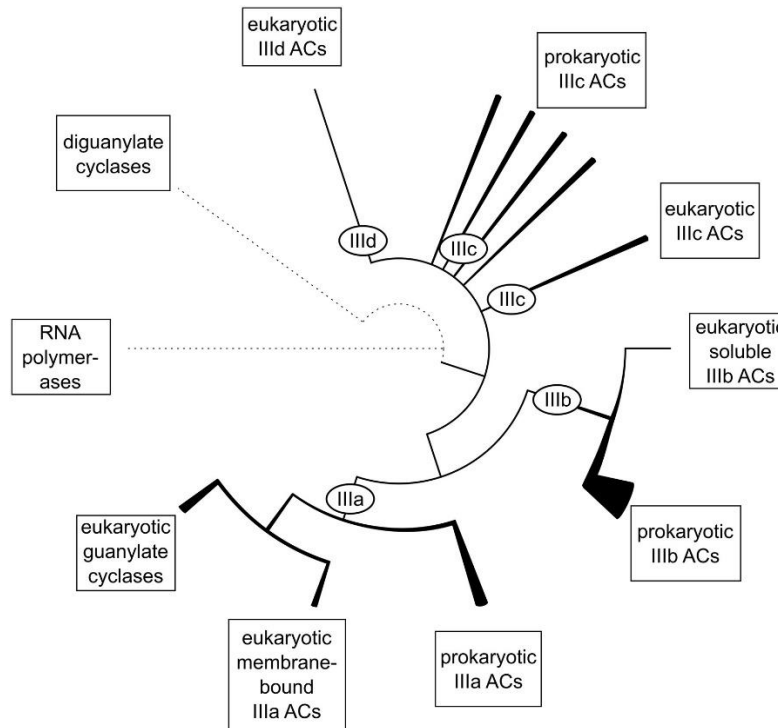 eukaryotic
IIId ACs
prokaryotic
IIIc ACs
diguanylate
cyclases
eukaryotic
IIIc ACs
IIId
IIIc
IIIc
RNA
polymer-
ases
eukaryotic
soluble
IIIb ACs
IIIb
IIIa
eukaryotic
guanylate
cyclases
prokaryotic
IIIb ACs
eukaryotic
membrane-
bound
IIIa ACs
prokaryotic
IIIa ACs